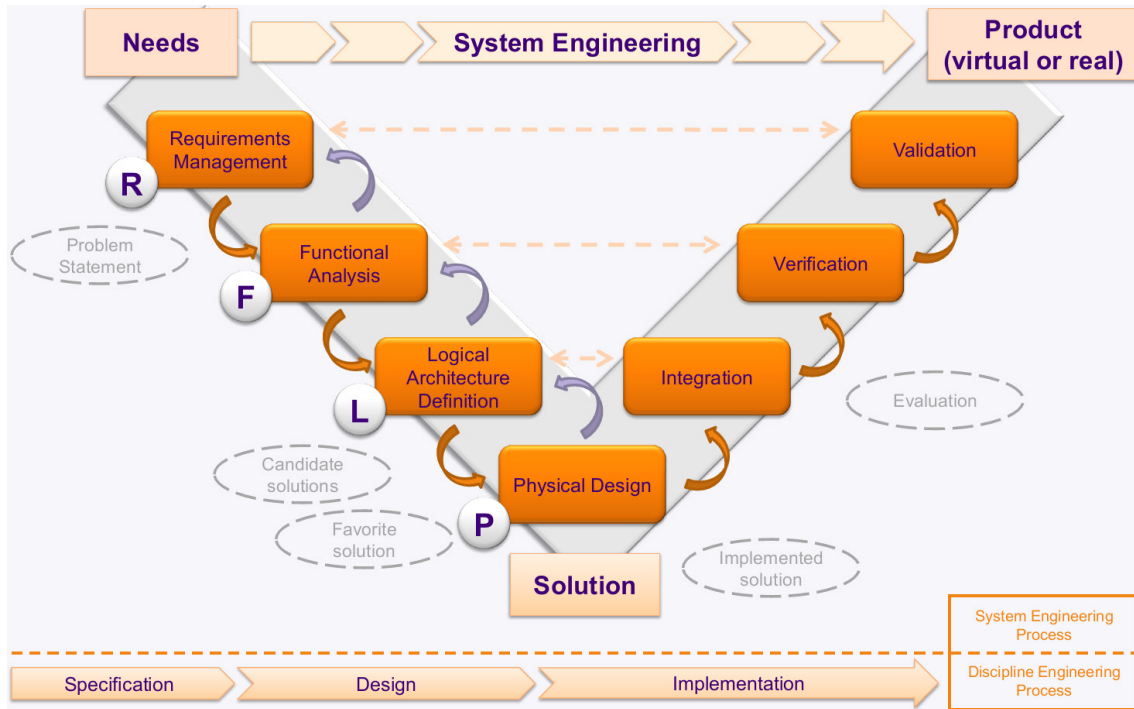 Needs
System Engineering
Product
(virtual or real)
Requirements
Management
Validation
R
Problem
Statement
Functional
Analysis
Verification
F
Logical
Architecture
Definition
Integration
L
Evaluation
Candidate
solutions
Physical Design
P
Favorite
solution
Implemented
solution
Solution
System Engineering
Process
Specification
Design
Implementation
Discipline Engineering
Process